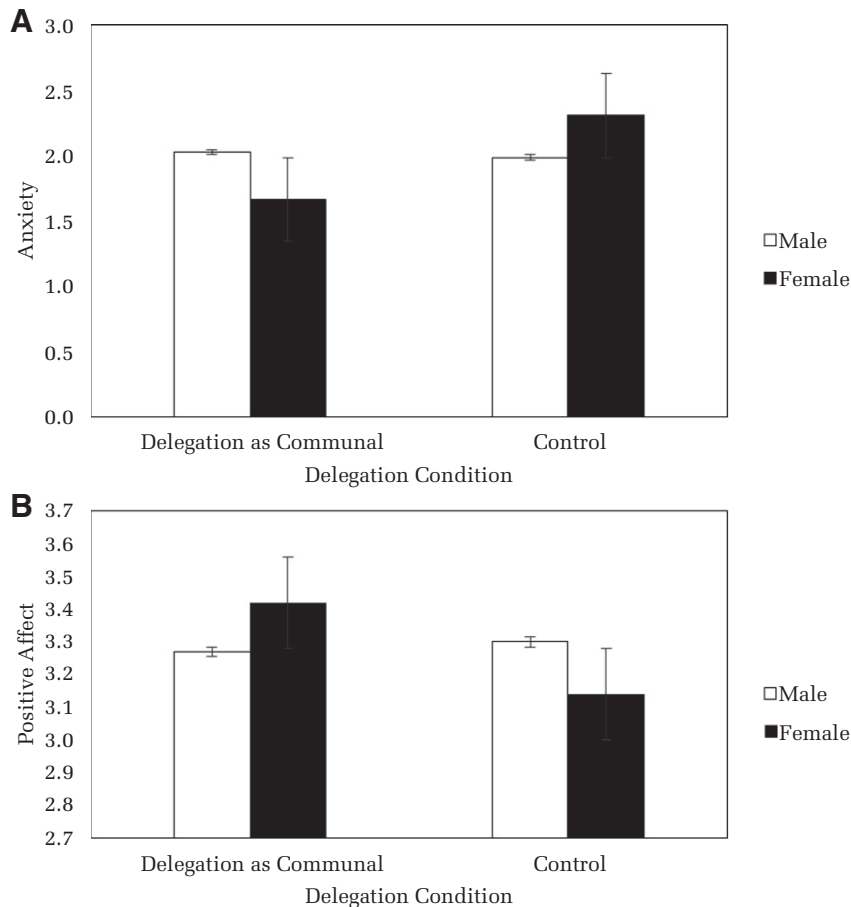 A
3.0
2.5
2.0
1.5
1.0
0.5
0.0
Anxiety
Delegation as Communal Control
Delegation Condition
Male
Female
B
3.7
3.6
3.5
3.4
3.3
3.2
3.1
3.0
2.9
2.8
2.7
Positive Affect
Delegation as Communal Control
Delegation Condition
Male
Female